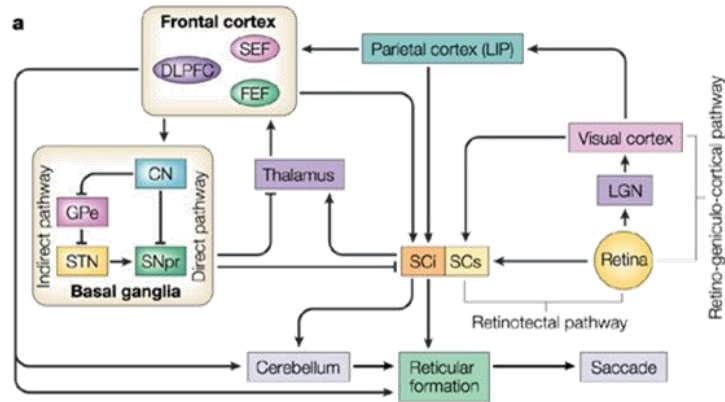 a
Frontal cortex
SEF
DLPFC
FEF
Parietal cortex (LIP)
Visual cortex
LGN
Retina
Retino-geniculo-cortical pathway
Thalamus
Indirect pathway
CN
GPe
STN
SNpr
Direct pathway
Basal ganglia
SCi
SCs
Retinotectal pathway
Cerebellum
Reticular
formation
Saccade